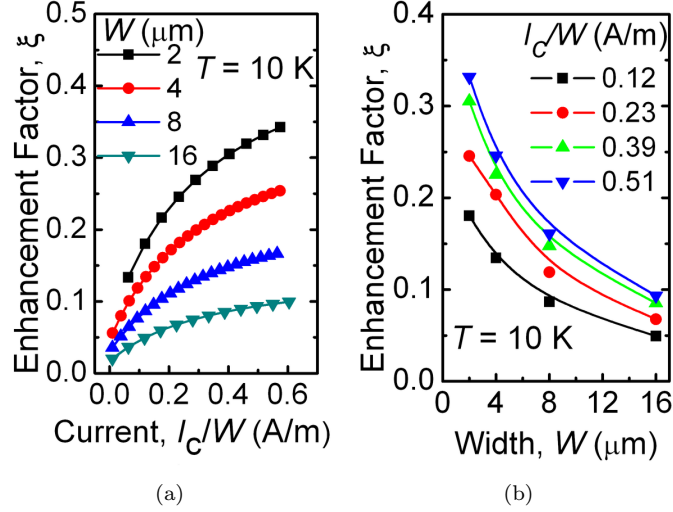 W (μm)
2
4
8
16
T = 10 K
0.5
0.4
0.3
0.2
0.1
0.0
Enhancement Factor, ξ
0.0 0.2 0.4 0.6
Current, I_C/W (A/m)
(a)
I_C/W (A/m)
0.12
0.23
0.39
0.51
T = 10 K
0.4
0.3
0.2
0.1
0.0
Enhancement Factor, ξ
0 4 8 12 16
Width, W (μm)
(b)